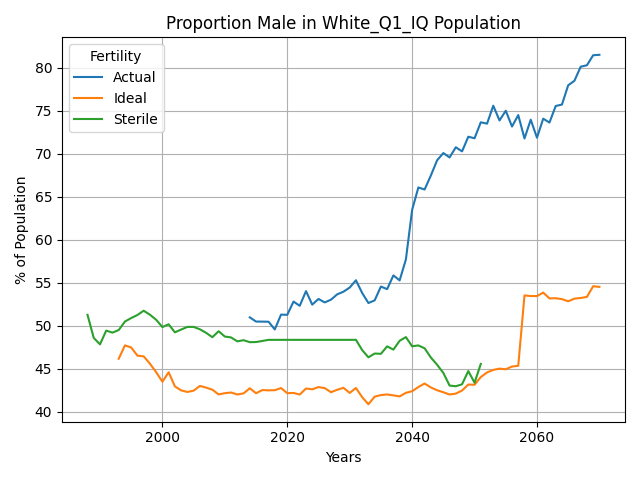 Proportion Male in White_Q1_IQ Population
Fertility
Actual
Ideal
Sterile
% of Population
80
75
70
65
60
55
50
45
40
2000
2020
2040
2060
Years